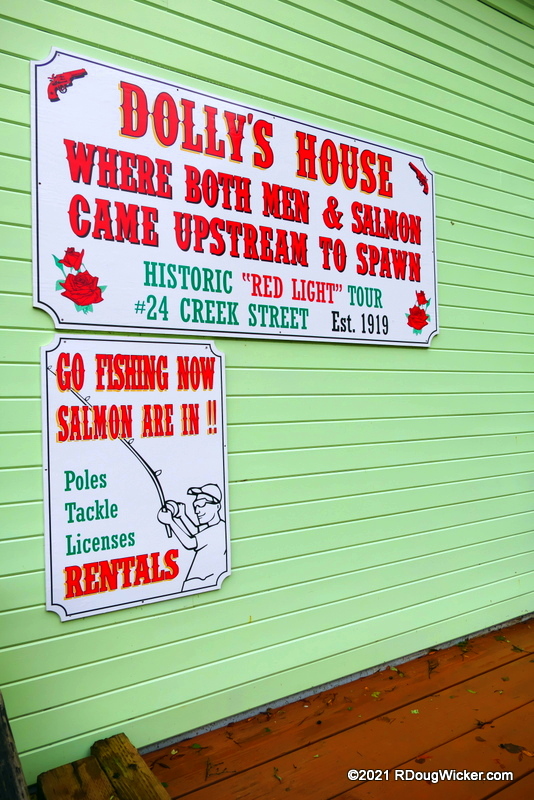 DOLLY'S HOUSE
WHERE BOTH MEN & SALMON
CAME UPSTREAM TO SPAWN
HISTORIC "RED LIGHT" TOUR
#24 CREEK STREET Est. 1919
GO FISHING NOW
SALMON ARE IN !!
Poles
Tackle
Licenses
RENTALS
©2021 RDougWicker.com